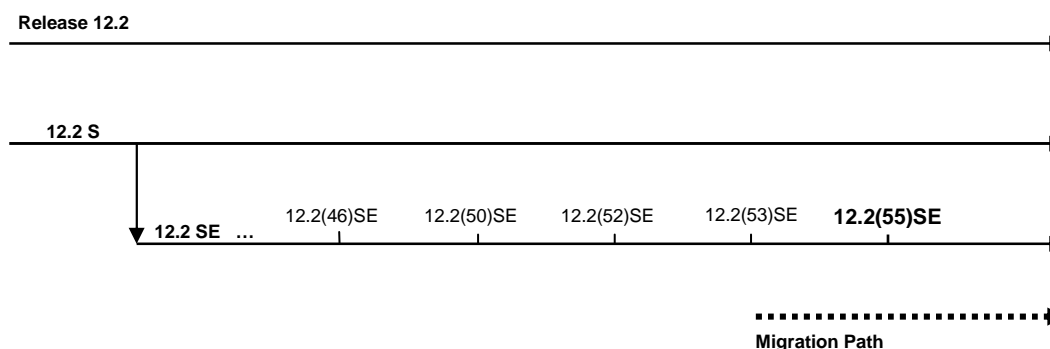 Release 12.2
12.2 S
12.2 SE ...
12.2(46)SE
12.2(50)SE
12.2(52)SE
12.2(53)SE
12.2(55)SE
Migration Path